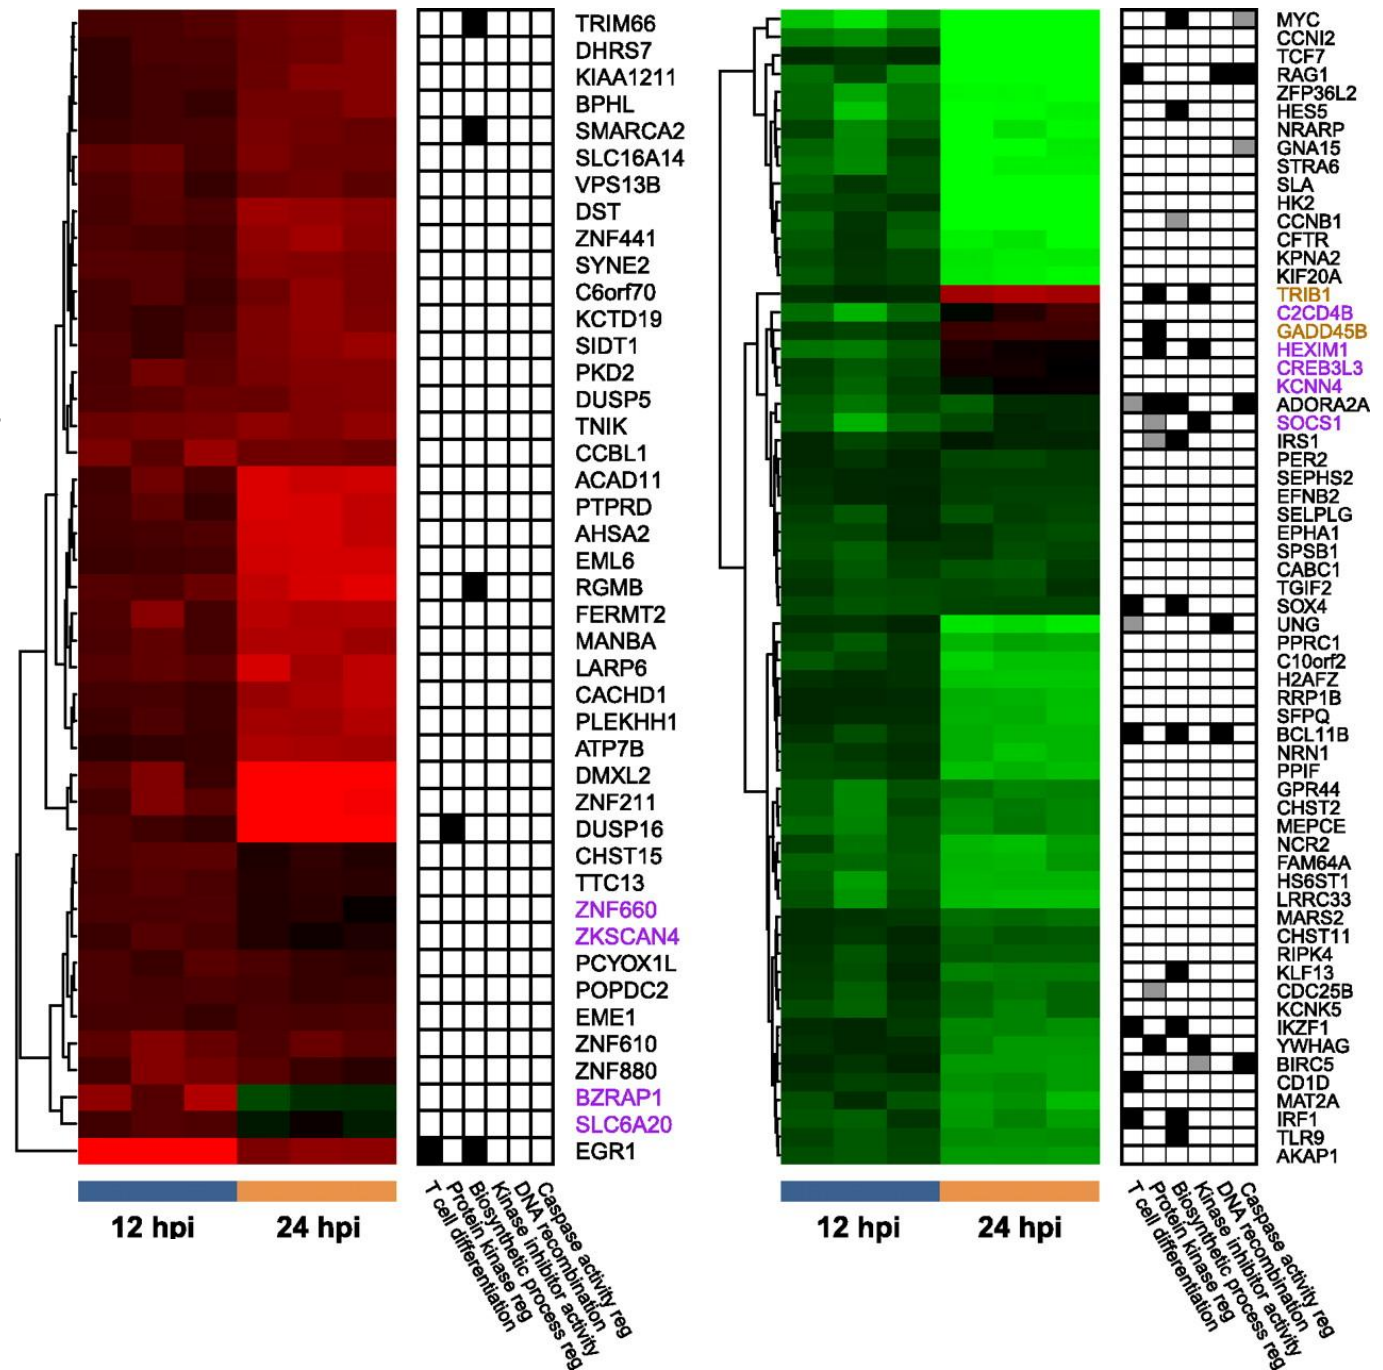 TRIM66
DHRS7
KIAA1211
BPHL
SMARCA2
SLC16A14
VPS13B
DST
ZNF441
SYNE2
C6orf70
KCTD19
SIDT1
PKD2
DUSP5
TNIK
CCBL1
ACAD11
PTPRD
AHSA2
EML6
RGMB
FERMT2
MANBA
LARP6
CACHD1
PLEKHH1
ATP7B
DMXL2
ZNF211
DUSP16
CHST15
TTC13
ZNF660
ZKSCAN4
PCYOX1L
POPDC2
EME1
ZNF610
ZNF880
BZRAP1
SLC6A20
EGR1
12 hpi
24 hpi
T cell differentiation
Protein kinase reg
Biosynthetic process reg
Kinase inhibitor activity
DNA recombination
Caspase activity reg
MYC
CCNI2
TCF7
RAG1
ZFP36L2
HES5
NRARP
GNA15
STRA6
SLA
HK2
CCNB1
CFTR
KPNA2
KIF20A
TRIB1
C2CD4B
GADD45B
HEXIM1
CREB3L3
KCNN4
ADORA2A
SOCS1
IRS1
PER2
SEPHS2
EFNB2
SELPLG
EPHA1
SPSB1
CABC1
TGIF2
SOX4
UNG
PPRC1
C10orf2
H2AFZ
RRP1B
SFPQ
BCL11B
NRN1
PPIF
GPR44
CHST2
MEPCE
NCR2
FAM64A
HS6ST1
LRRC33
MARS2
CHST11
RIPK4
KLF13
CDC25B
KCNK5
IKZF1
YWHAG
BIRC5
CD1D
MAT2A
IRF1
TLR9
AKAP1
12 hpi
24 hpi
T cell differentiation
Protein kinase reg
Biosynthetic process reg
Kinase inhibitor activity
DNA recombination
Caspase activity reg